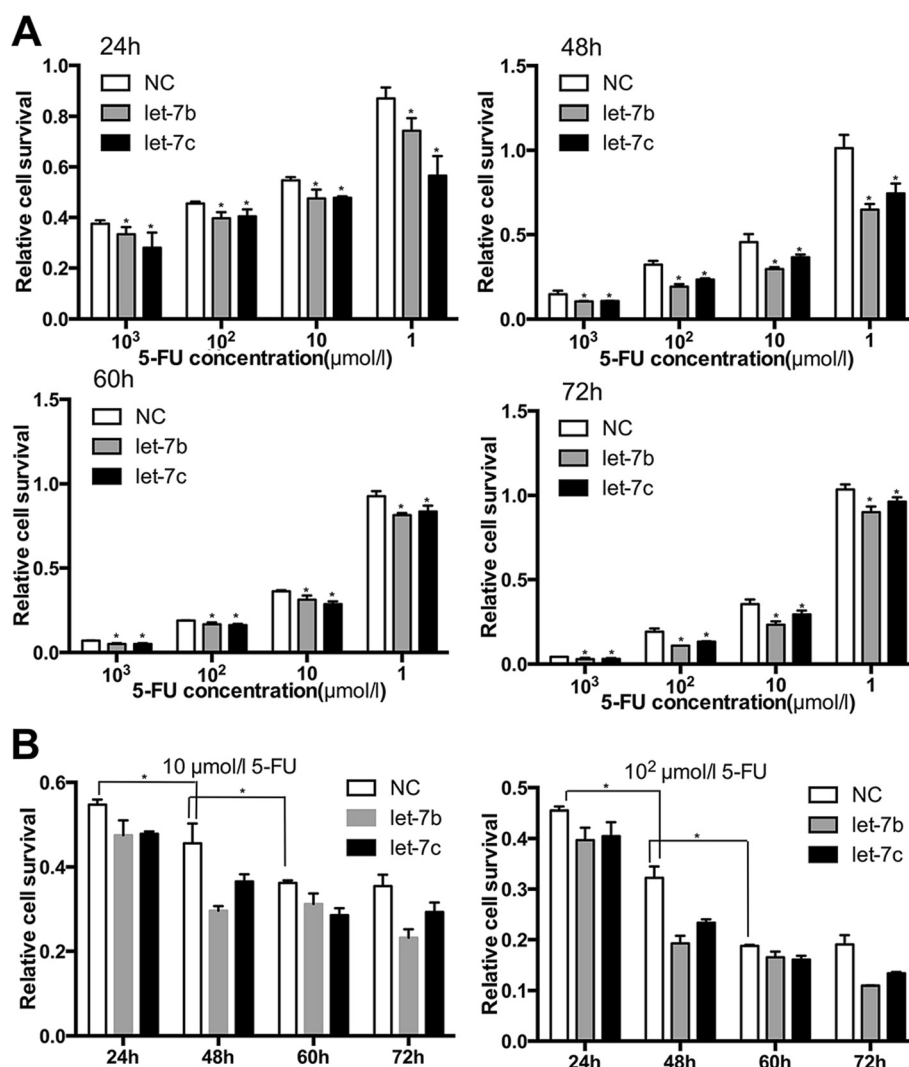 A
24h
NC
let-7b
let-7c
Relative cell survival
1.0
0.8
0.6
0.4
0.2
0.0
* * * * * * * *
10³ 10² 10 1
5-FU concentration(μmol/l)
48h
NC
let-7b
let-7c
Relative cell survival
1.5
1.0
0.5
0.0
* * * * * * * *
10³ 10² 10 1
5-FU concentration(μmol/l)
60h
NC
let-7b
let-7c
Relative cell survival
1.5
1.0
0.5
0.0
* * * * * * * *
10³ 10² 10 1
5-FU concentration(μmol/l)
72h
NC
let-7b
let-7c
Relative cell survival
1.5
1.0
0.5
0.0
* * * * * * * *
10³ 10² 10 1
5-FU concentration(μmol/l)
B
10 μmol/l 5-FU
NC
let-7b
let-7c
Relative cell survival
0.6
0.4
0.2
0.0
* *
24h 48h 60h 72h
10² μmol/l 5-FU
NC
let-7b
let-7c
Relative cell survival
0.5
0.4
0.3
0.2
0.1
0.0
* *
24h 48h 60h 72h